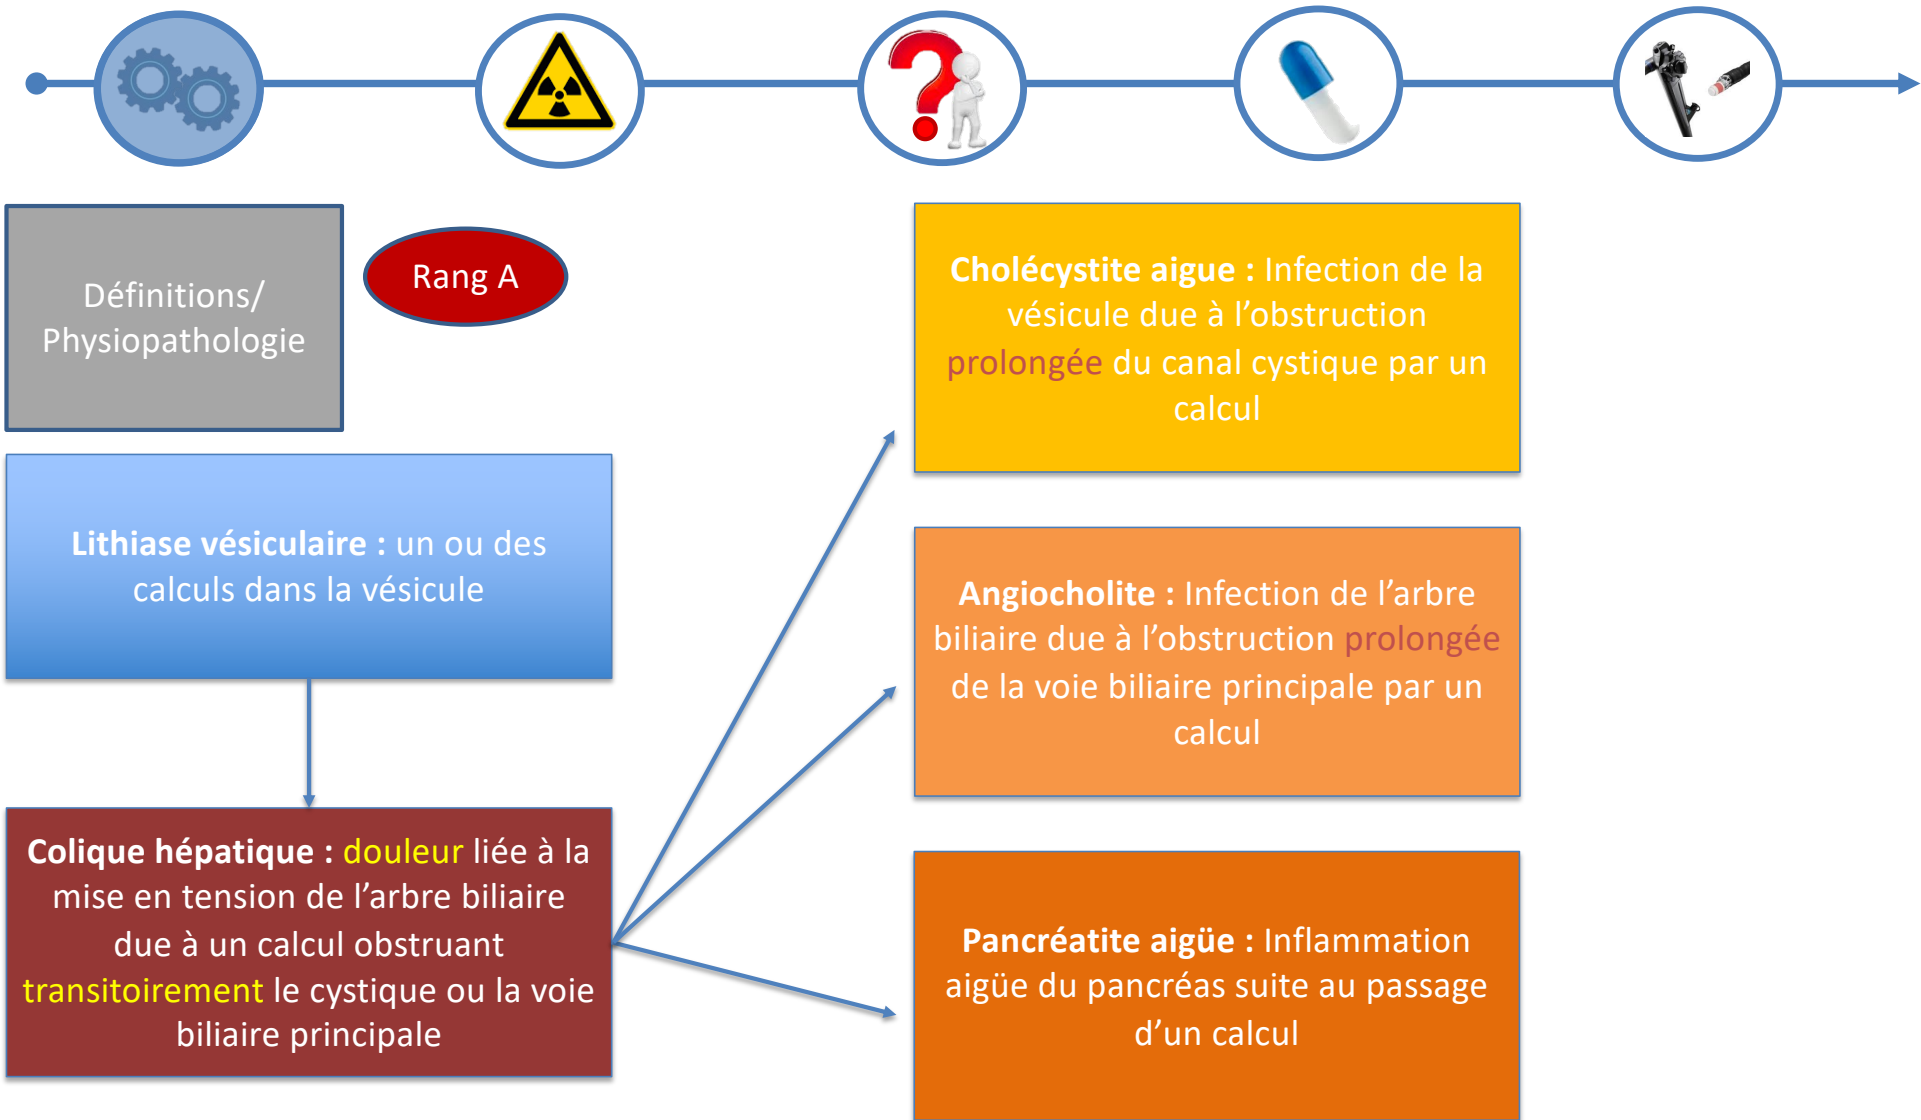 Définitions/
Physiopathologie
Rang A
Lithiase vésiculaire : un ou des
calculs dans la vésicule
Colique hépatique : douleur liée à la
mise en tension de l’arbre biliaire
due à un calcul obstruant
transitoirement le cystique ou la voie
biliaire principale
Cholécystite aigue : Infection de la
vésicule due à l’obstruction
prolongée du canal cystique par un
calcul
Angiocholite : Infection de l’arbre
biliaire due à l’obstruction prolongée
de la voie biliaire principale par un
calcul
Pancréatite aigüe : Inflammation
aigüe du pancréas suite au passage
d’un calcul